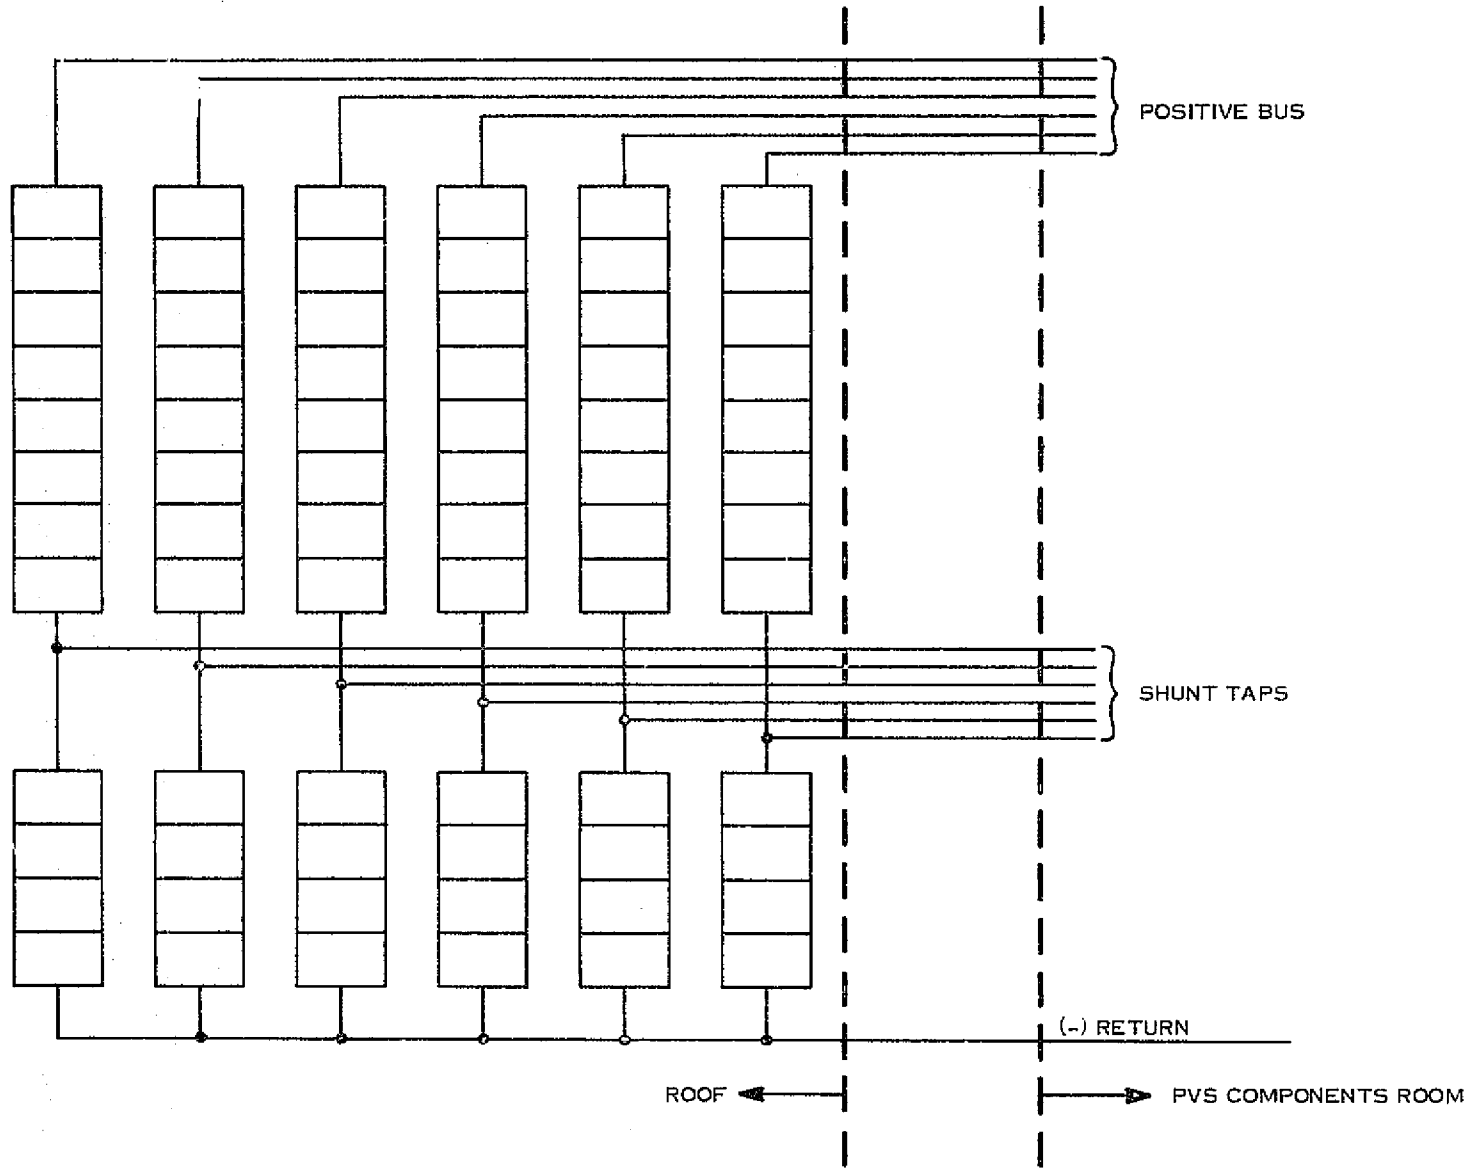 POSITIVE BUS
SHUNT TAPS
(-) RETURN
ROOF
PVS COMPONENTS ROOM